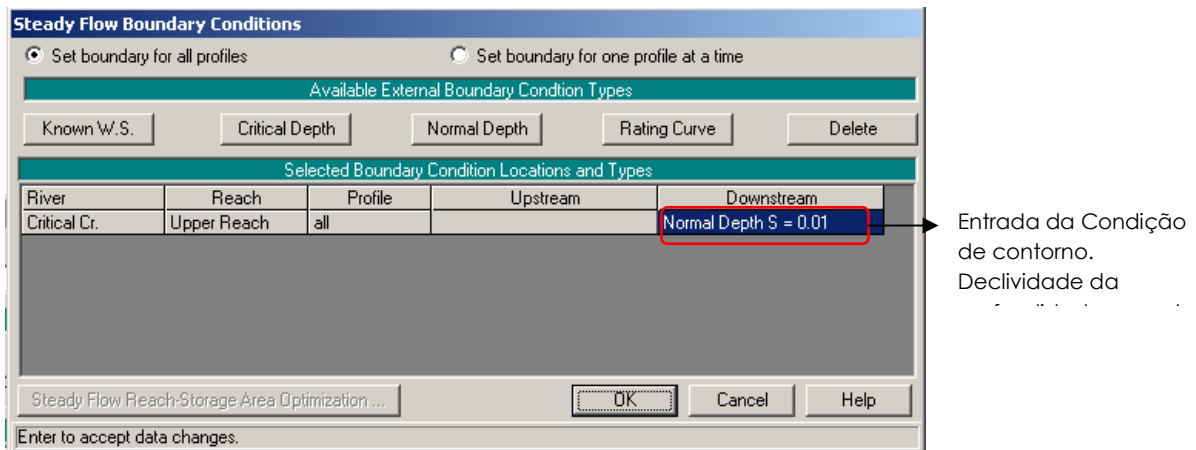 Steady Flow Boundary Conditions
Set boundary for all profiles
Set boundary for one profile at a time
Available External Boundary Condtion Types
Known W.S.
Critical Depth
Normal Depth
Rating Curve
Delete
Selected Boundary Condition Locations and Types
River Reach Profile Upstream Downstream
Critical Cr. Upper Reach all Normal Depth S = 0.01
Entrada da Condição
de contorno.
Declividade da
Steady Flow Reach-Storage Area Optimization ...
OK
Cancel
Help
Enter to accept data changes.